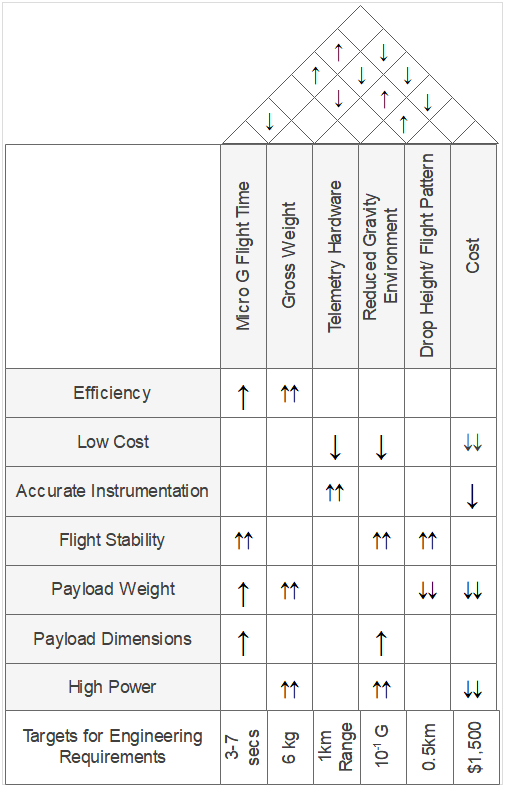 ↑ ↓
↑ ↓ ↓
↓ ↑ ↓
↓ ↑
Micro G Flight Time
Gross Weight
Telemetry Hardware
Reduced Gravity
Environment
Drop Height/ Flight Pattern
Cost
Efficiency ↑ ↑↑
Low Cost ↓ ↓ ↓↓
Accurate Instrumentation ↑↑ ↓
Flight Stability ↑↑ ↑↑ ↑↑
Payload Weight ↑ ↑↑ ↓↓ ↓↓
Payload Dimensions ↑ ↑
High Power ↑↑ ↑↑ ↓↓
Targets for Engineering
Requirements
3-7
secs
6 kg
1km
Range
10⁻¹ G
0.5km
$1,500